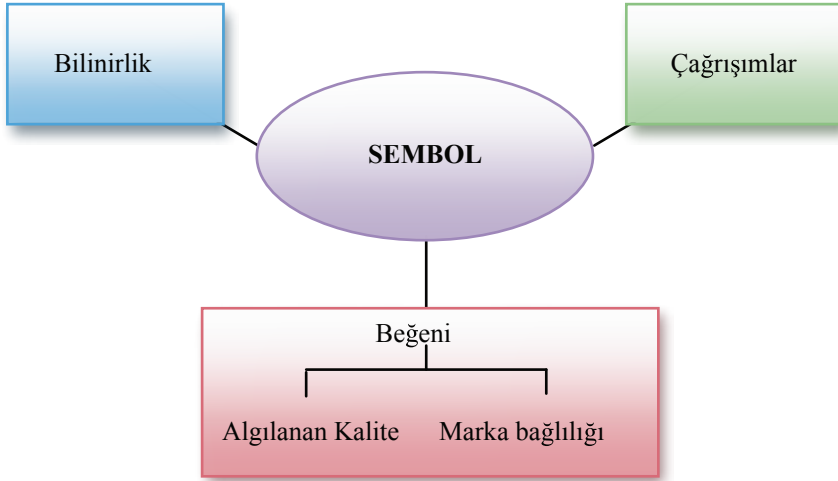 Bilinirlik
Çağrışımlar
SEMBOL
Beğeni
Algılanan Kalite
Marka bağlılığı